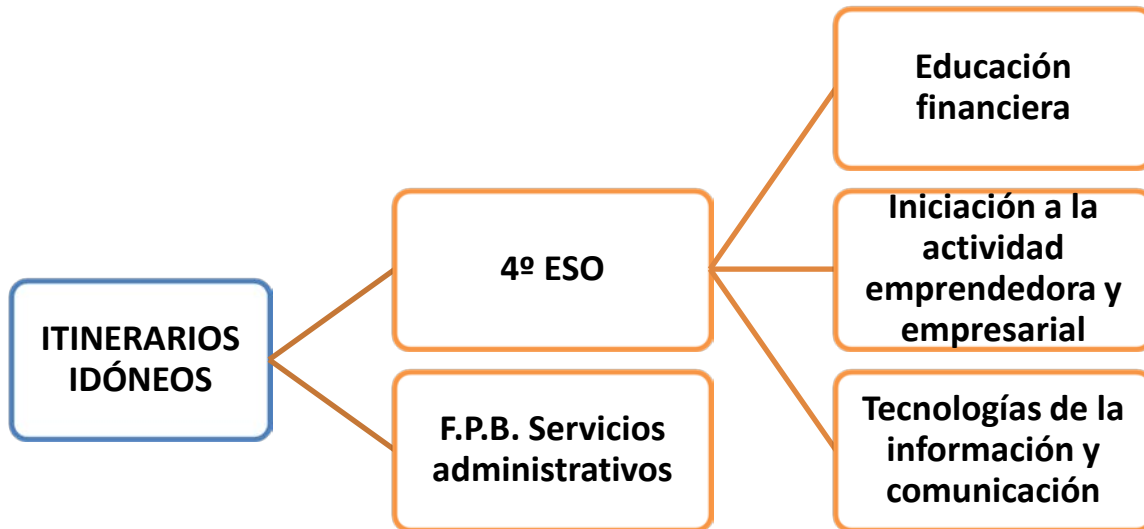 ITINERARIOS
IDÓNEOS
4º ESO
F.P.B. Servicios
administrativos
Educación
financiera
Iniciación a la
actividad
emprendedora y
empresarial
Tecnologías de la
información y
comunicación